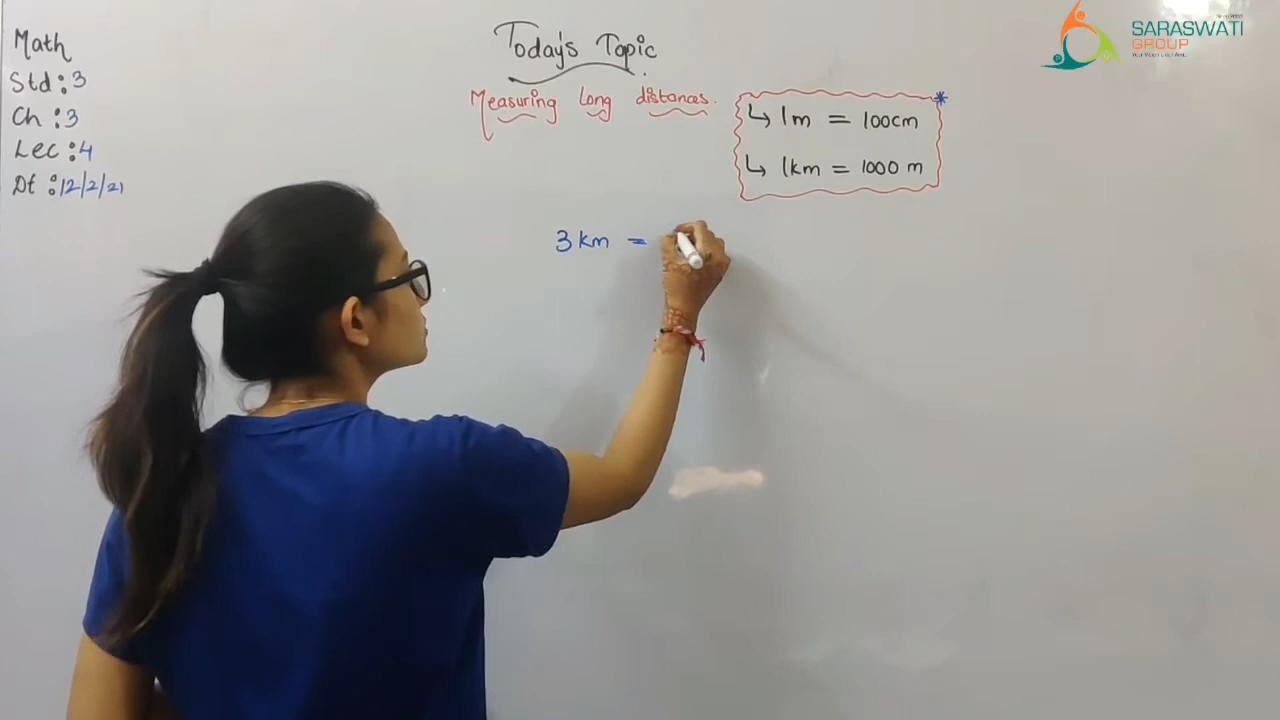 Math
Std : 3
Ch : 3
Lec : 4
Dt : 12/2/21
Today's Topic
Measuring long distances.
↳ 1m = 100cm
↳ 1km = 1000 m
3 km =
SARASWATI
GROUP